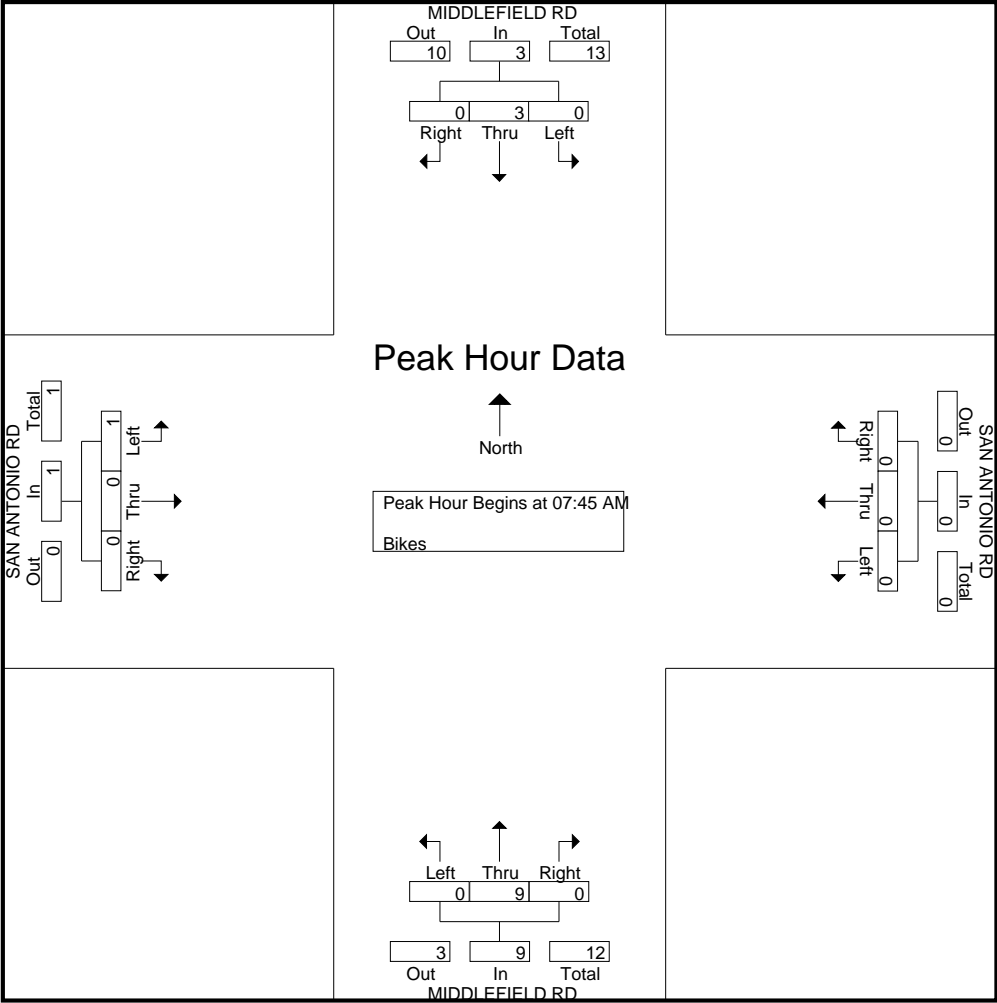 MIDDLEFIELD RD
Out In Total
10 3 13
0 3 0
Right Thru Left
Peak Hour Data
North
Peak Hour Begins at 07:45 AM
Bikes
SAN ANTONIO RD
Out In Total
0 1 1
Right Thru Left
0 0 1
SAN ANTONIO RD
Out In Total
0 0 0
Right Thru Left
0 0 0
Left Thru Right
0 9 0
3 9 12
Out In Total
MIDDLEFIELD RD